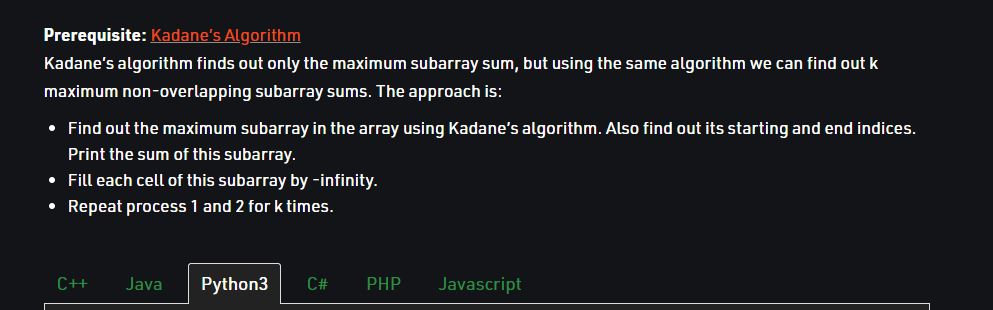 Prerequisite: Kadane's Algorithm
Kadane's algorithm finds out only the maximum subarray sum, but using the same algorithm we can find out k
maximum non-overlapping subarray sums. The approach is:
• Find out the maximum subarray in the array using Kadane's algorithm. Also find out its starting and end indices.
Print the sum of this subarray.
• Fill each cell of this subarray by -infinity.
• Repeat process 1 and 2 for k times.
C++ Java Python3 C# PHP Javascript